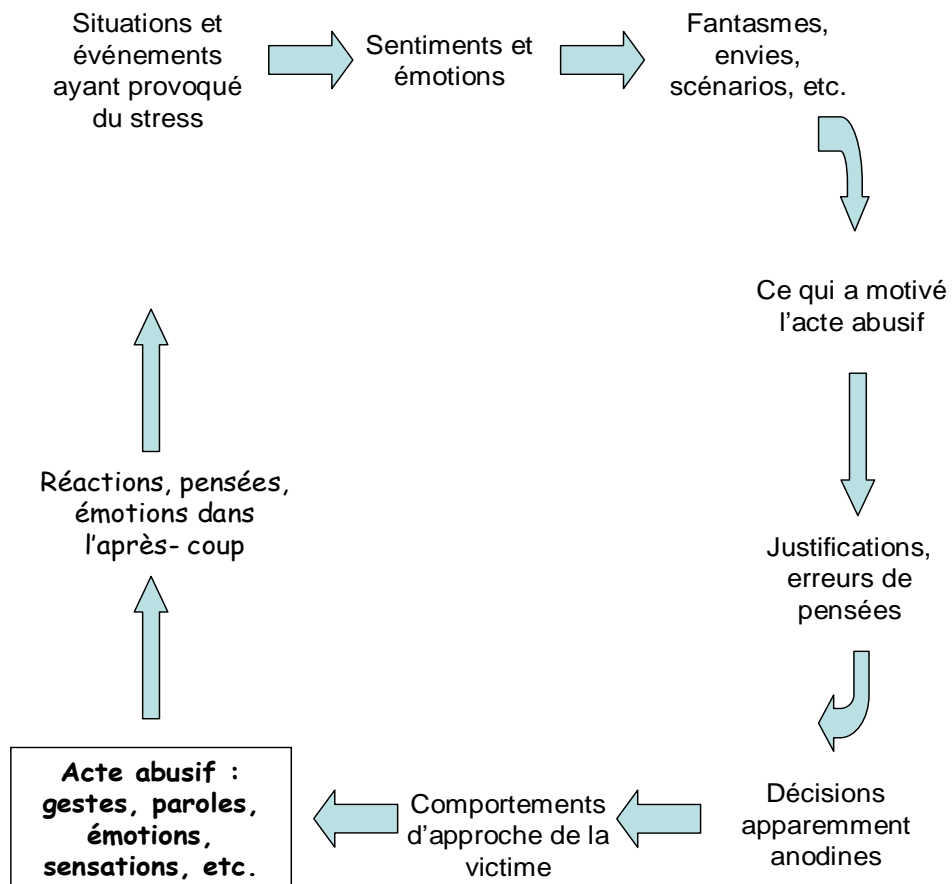 Situations et
événements
ayant provoqué
du stress
Sentiments et
émotions
Fantasmes,
envies,
scénarios, etc.
Ce qui a motivé
l’acte abusif
Justifications,
erreurs de
pensées
Décisions
apparemment
anodines
Comportements
d’approche de la
victime
Acte abusif :
gestes, paroles,
émotions,
sensations, etc.
Réactions, pensées,
émotions dans
l’après- coup